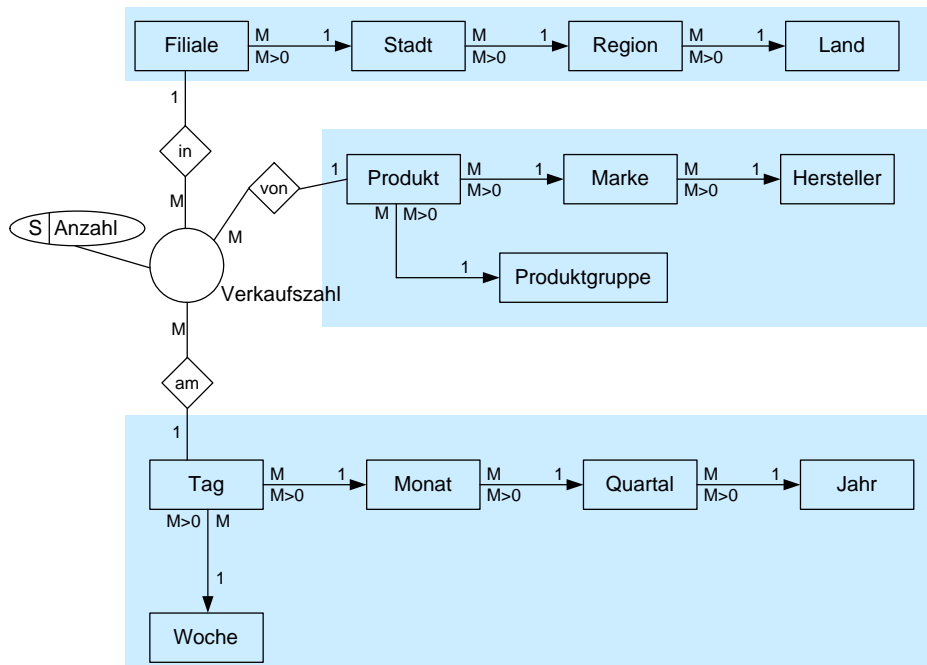 Filiale M 1 Stadt M 1 Region M 1 Land
M>0 M>0 M>0
1
in
M
von
1 Produkt M 1 Marke M 1 Hersteller
M>0 M>0
M M>0
M
S Anzahl
1 Produktgruppe
Verkaufszahl
M
am
1
Tag M 1 Monat M 1 Quartal M 1 Jahr
M>0 M>0 M>0
M>0 M
1
Woche